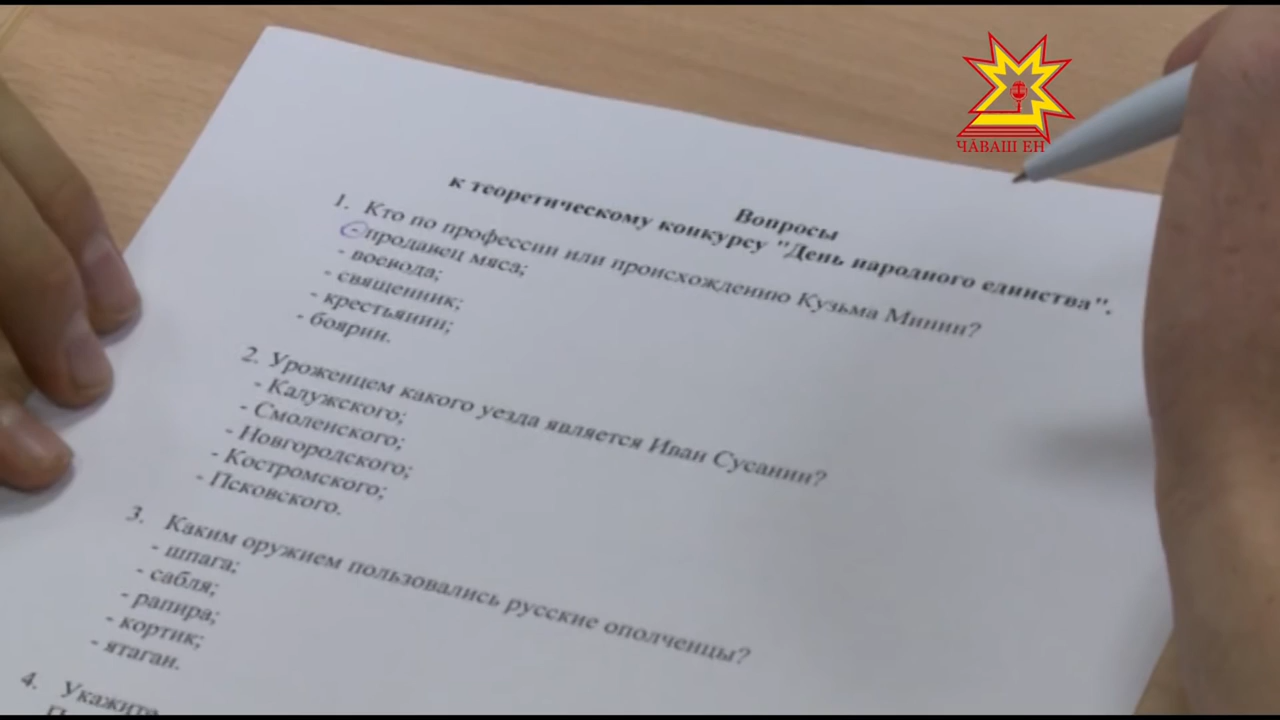 ЧӐВАШ ЕН
Вопросы
к теоретическому конкурсу "День народного единства".
1. Кто по профессии или происхождению Кузьма Минин?
- продавец мяса;
- воевода;
- священник;
- крестьянин;
- боярин.
2. Уроженцем какого уезда является Иван Сусанин?
- Калужского;
- Смоленского;
- Новгородского;
- Костромского;
- Псковского.
3. Каким оружием пользовались русские ополченцы?
- шпага;
- сабля;
- рапира;
- кортик;
- ятаган.
4. Укажите